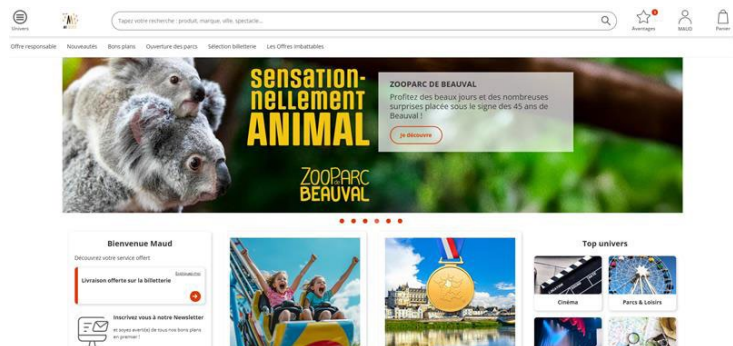 Tapez votre recherche : produit, marque, ville, spectacle...
Univers
Avantages
MAUD
Panier
Offre responsable
Nouveautés
Bons plans
Ouverture des parcs
Sélection billetterie
Les Offres Imbattables
SENSATION-
NELLEMENT
ANIMAL
ZOOPARC
DE
BEAUVAL
ZOOPARC DE BEAUVAL
Profitez des beaux jours et des nombreuses
surprises placée sous le signe des 45 ans de
Beauval !
Je découvre
Bienvenue Maud
Découvrez votre service offert
Livraison offerte sur la billetterie
Inscrivez vous à notre Newsletter
et soyez averti(e) de tous nos bons plans
en premier !
Top univers
Cinéma
Parcs & Loisirs